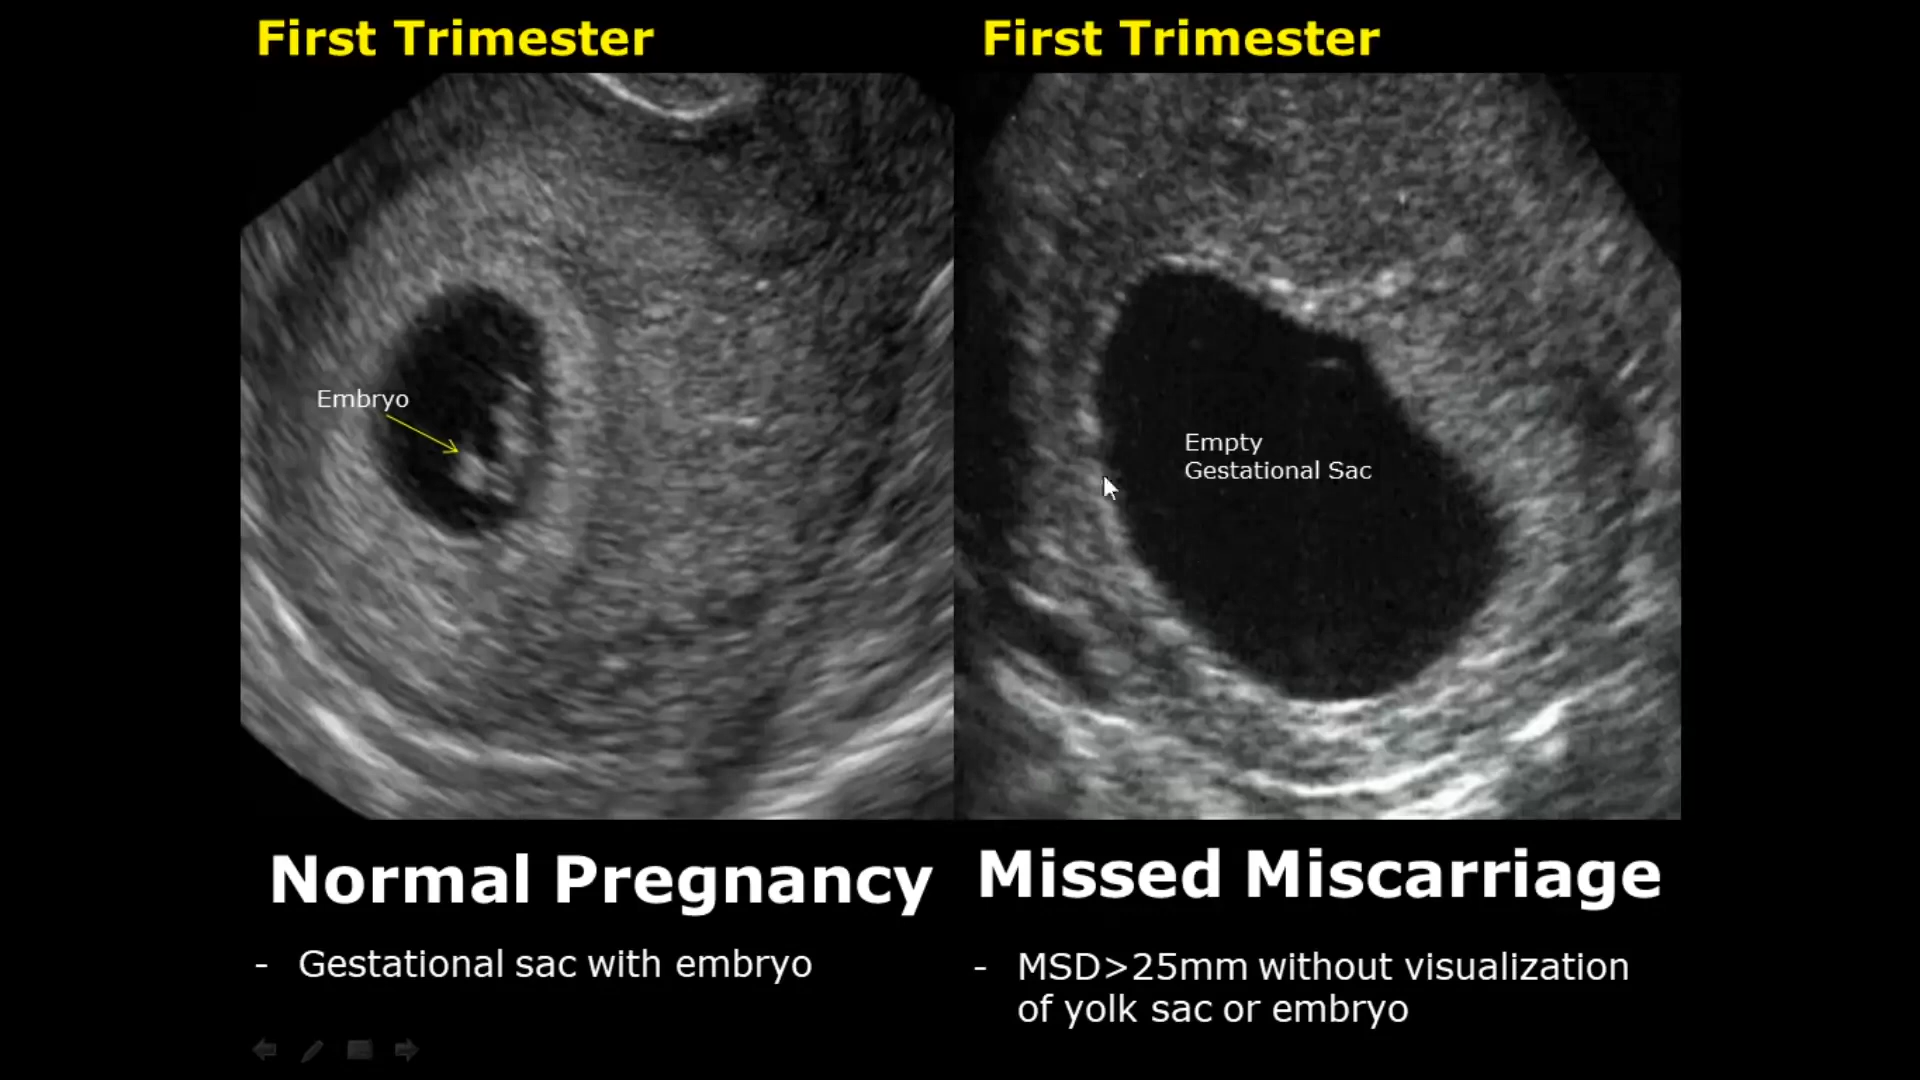 First Trimester
First Trimester
Embryo
Empty
Gestational Sac
Normal Pregnancy
Missed Miscarriage
- Gestational sac with embryo
- MSD>25mm without visualization
of yolk sac or embryo